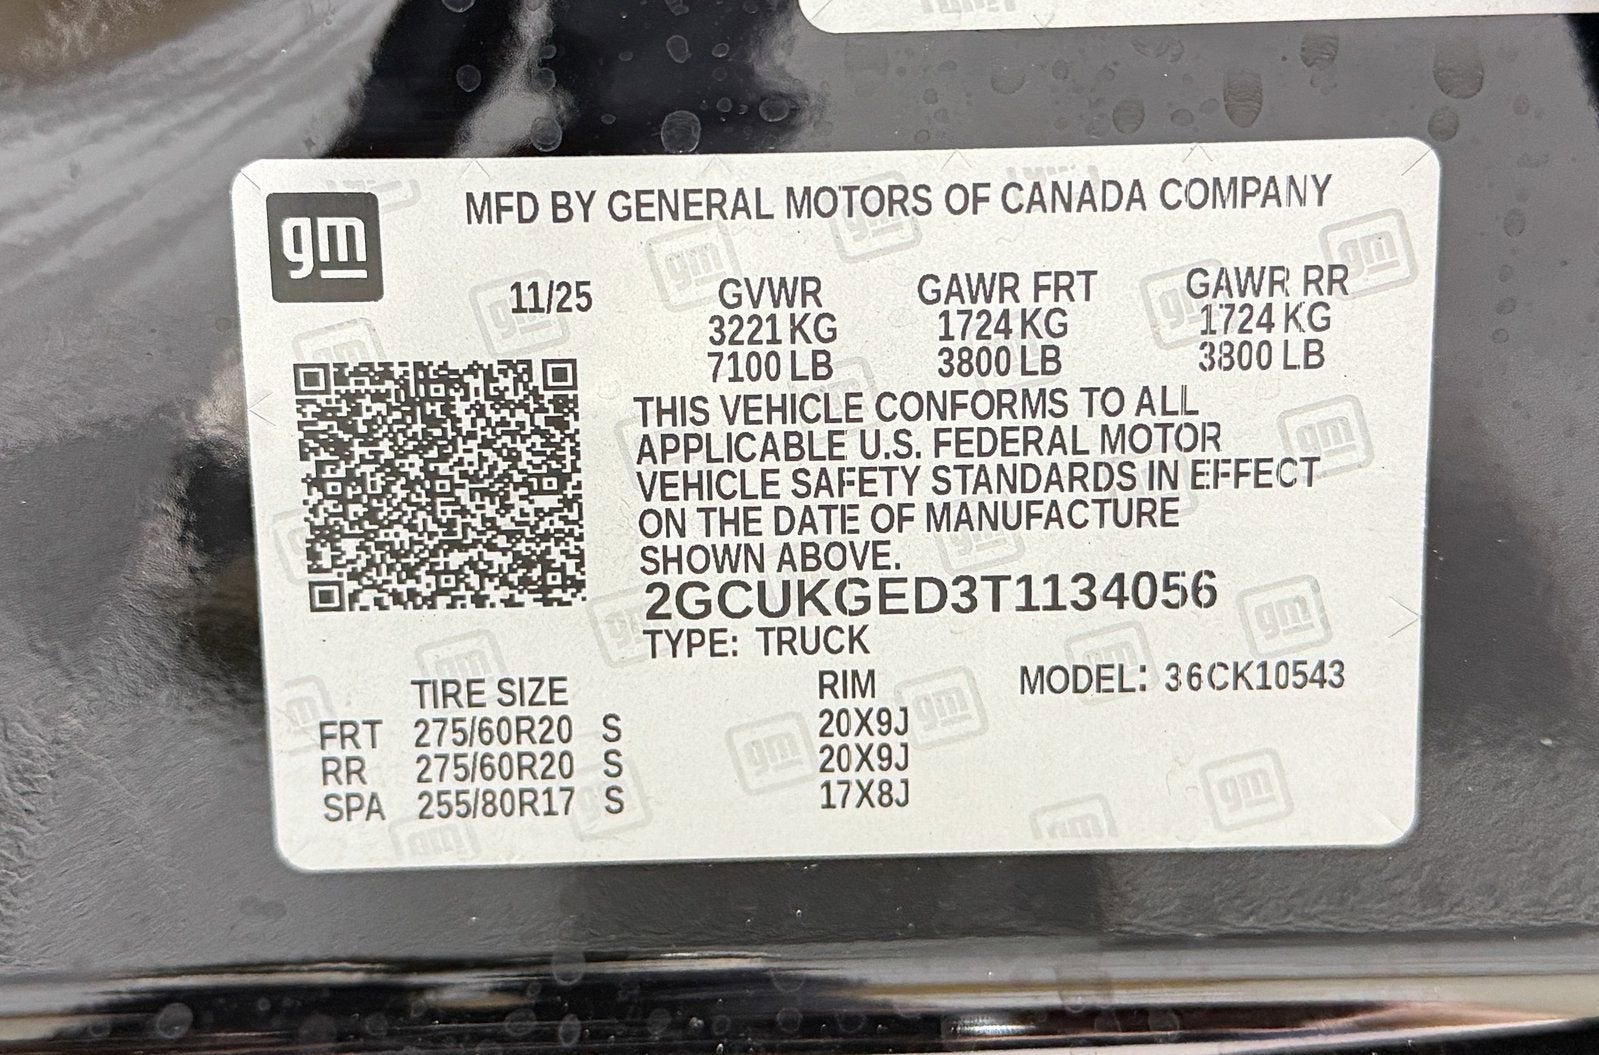 gm
MFD BY GENERAL MOTORS OF CANADA COMPANY
11/25 GVWR GAWR FRT GAWR RR
3221 KG 1724 KG 1724 KG
7100 LB 3800 LB 3800 LB
THIS VEHICLE CONFORMS TO ALL
APPLICABLE U.S. FEDERAL MOTOR
VEHICLE SAFETY STANDARDS IN EFFECT
ON THE DATE OF MANUFACTURE
SHOWN ABOVE.
2GCUKGED3T1134056
TYPE: TRUCK
TIRE SIZE RIM MODEL: 36CK10543
FRT 275/60R20 S 20X9J
RR 275/60R20 S 20X9J
SPA 255/80R17 S 17X8J